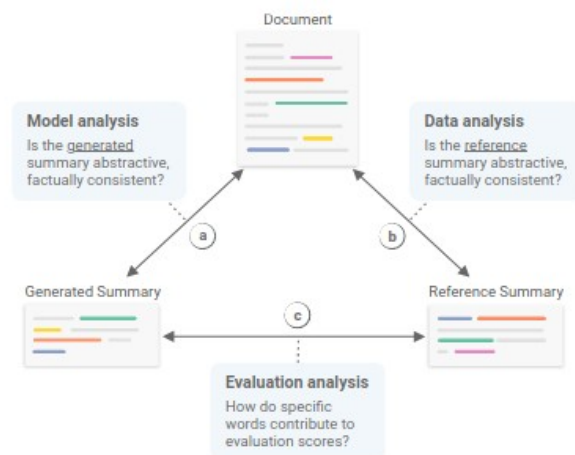 Document
Model analysis
Is the generated
summary abstractive,
factually consistent?
Data analysis
Is the reference
summary abstractive,
factually consistent?
a
b
Generated Summary
Reference Summary
c
Evaluation analysis
How do specific
words contribute to
evaluation scores?